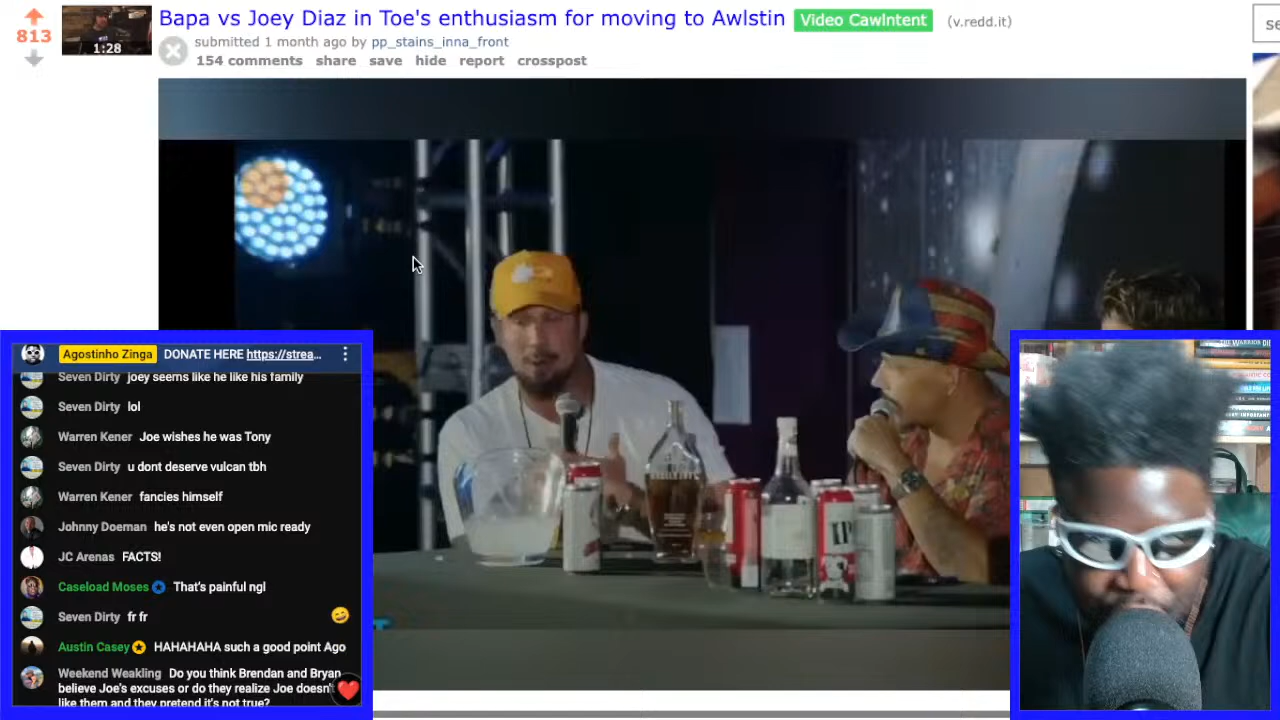 813
1:28
Bapa vs Joey Diaz in Toe's enthusiasm for moving to Awlstin Video Cawlntent (v.redd.it)
submitted 1 month ago by pp_stains_inna_front
154 comments share save hide report crosspost
se
Agostinho Zinga DONATE HERE https://strea...
Seven Dirty joey seems like he like his family
Seven Dirty lol
Warren Kener Joe wishes he was Tony
Seven Dirty u dont deserve vulcan tbh
Warren Kener fancies himself
Johnny Doeman he's not even open mic ready
JC Arenas FACTS!
Caseload Moses That's painful ngl
Seven Dirty fr fr
Austin Casey HAHAHAHA such a good point Ago
Weekend Weakling Do you think Brendan and Bryan
believe Joe's excuses or do they realize Joe doesn't
like them and they pretend it's not true?
THE WARRIOR